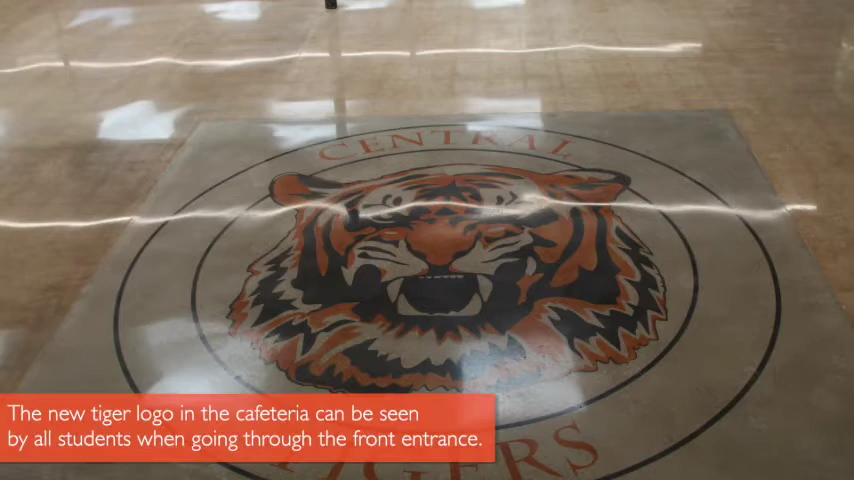 CENTRAL
TIGERS
The new tiger logo in the cafeteria can be seen
by all students when going through the front entrance.